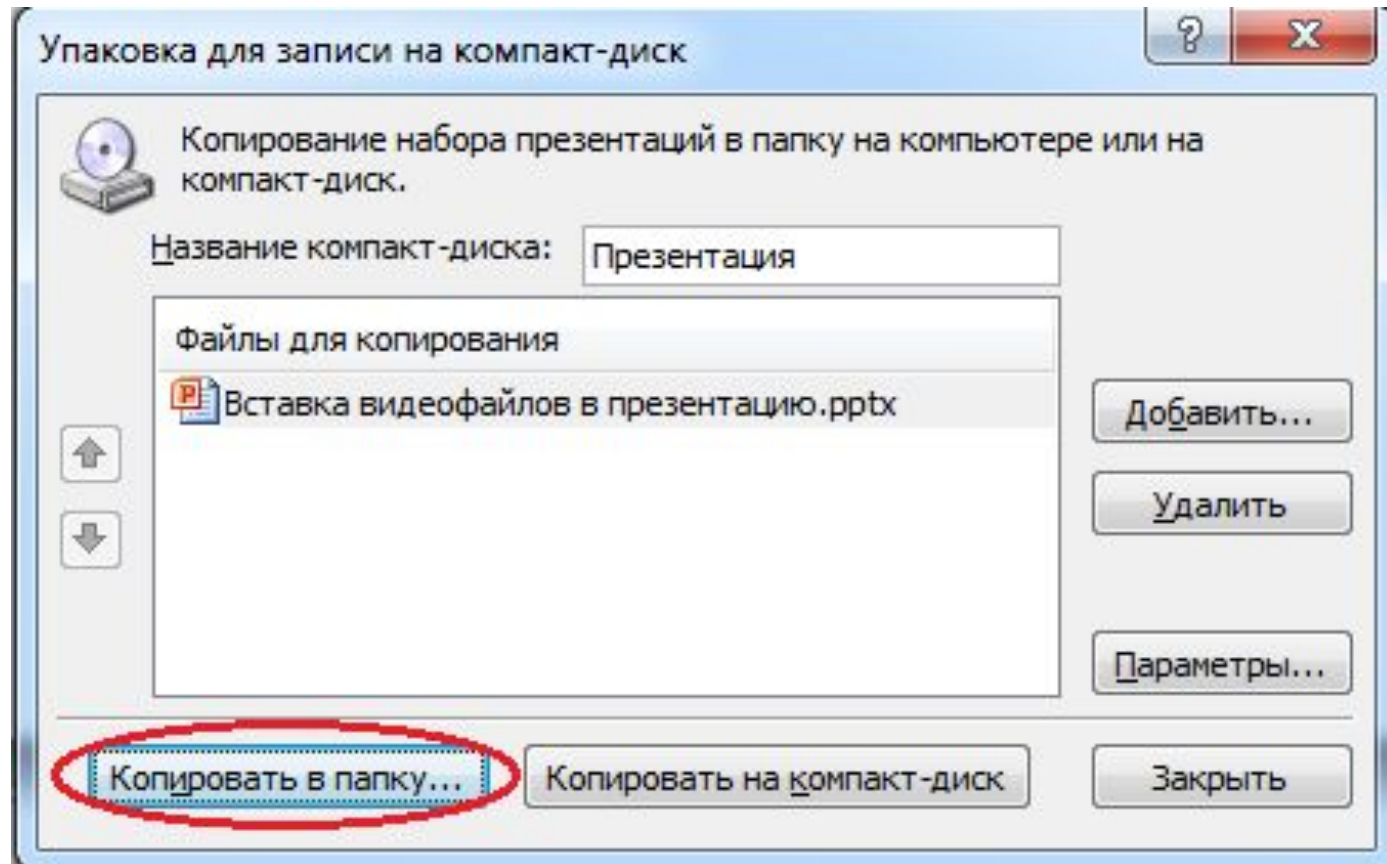 Упаковка для записи на компакт-диск
Копирование набора презентаций в папку на компьютере или на
компакт-диск.
Название компакт-диска: Презентация
Файлы для копирования
Вставка видеофайлов в презентацию.pptx
Добавить...
Удалить
Параметры...
Копировать в папку... Копировать на компакт-диск Закрыть